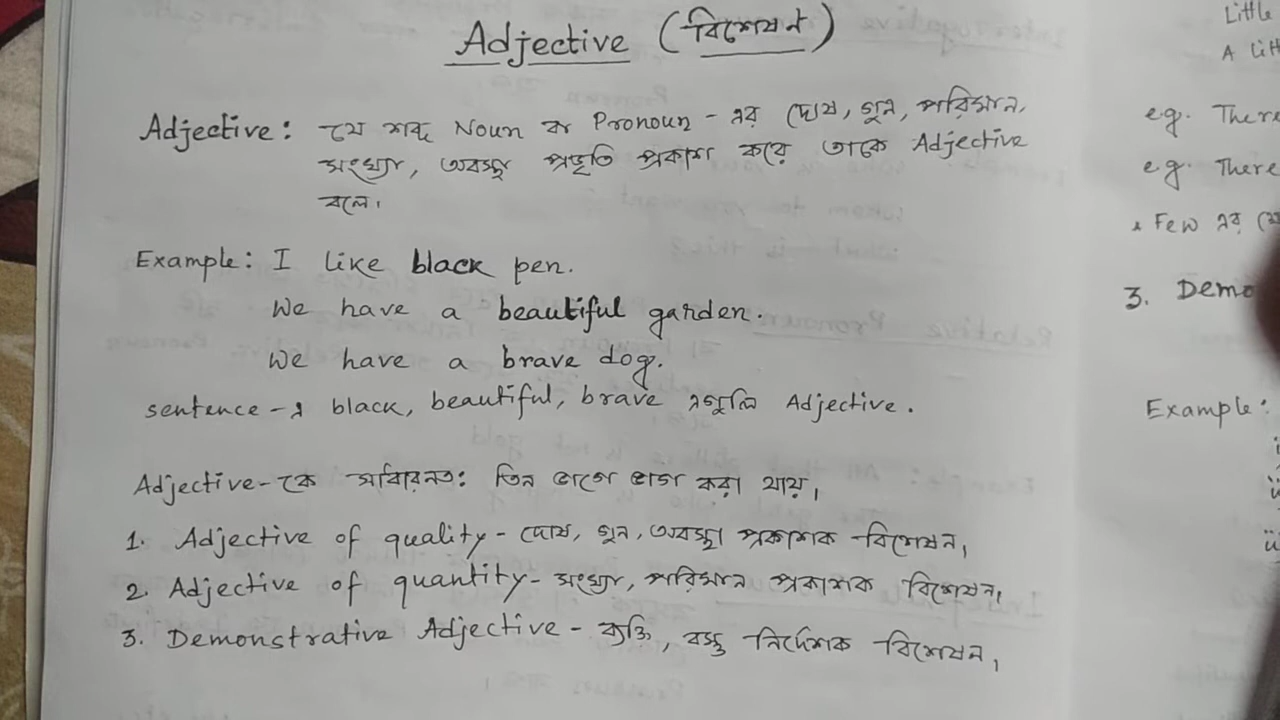 Adjective (বিশেষন)
Adjective: যে শব্দ Noun বা Pronoun - এর দোষ, গুন, পরিমান,
সংখ্যা, অবস্থা প্রভৃতি প্রকাশ করে তাকে Adjective
বলে।
Example: I like black pen.
We have a beautiful garden.
We have a brave dog.
sentence-এ black, beautiful, brave এগুলি Adjective.
Adjective-কে সাধারনত: তিন ভাগে ভাগ করা যায়।
1. Adjective of quality - দোষ, গুন, অবস্থা প্রকাশক বিশেষন।
2. Adjective of quantity - সংখ্যা, পরিমান প্রকাশক বিশেষন।
3. Demonstrative Adjective - ব্যক্তি, বস্তু নির্দেশক বিশেষন।
Little
A
eg. There
eg. There
Few এর
3. Demo
Example: